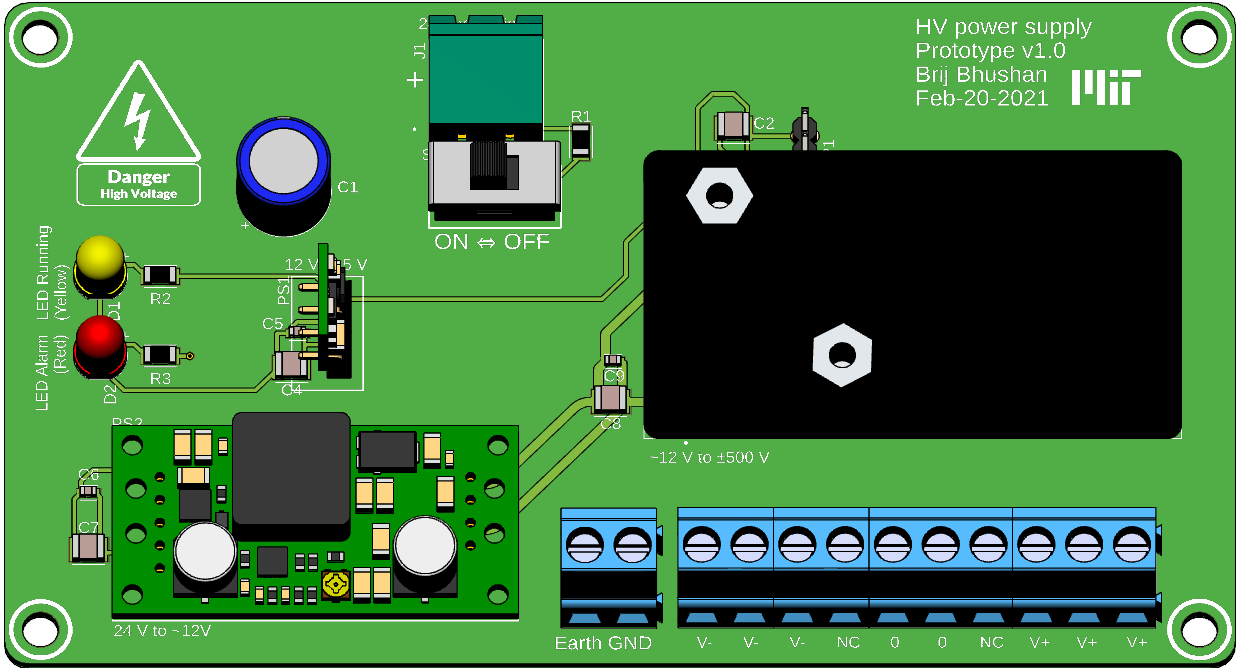 HV power supply
Prototype v1.0
Brij Bhushan
Feb-20-2021
MiT
Danger
High Voltage
J1
+
R1
C2
C1
+
ON ⇔ OFF
LED Running
(Yellow)
D1
R2
12 V
5 V
PS1
C5
C4
LED Alarm
(Red)
D2
R3
C9
C8
PS2
C6
C7
24 V to ~12V
~12 V to ±500 V
Earth GND
V- V- V- NC 0 0 NC V+ V+ V+